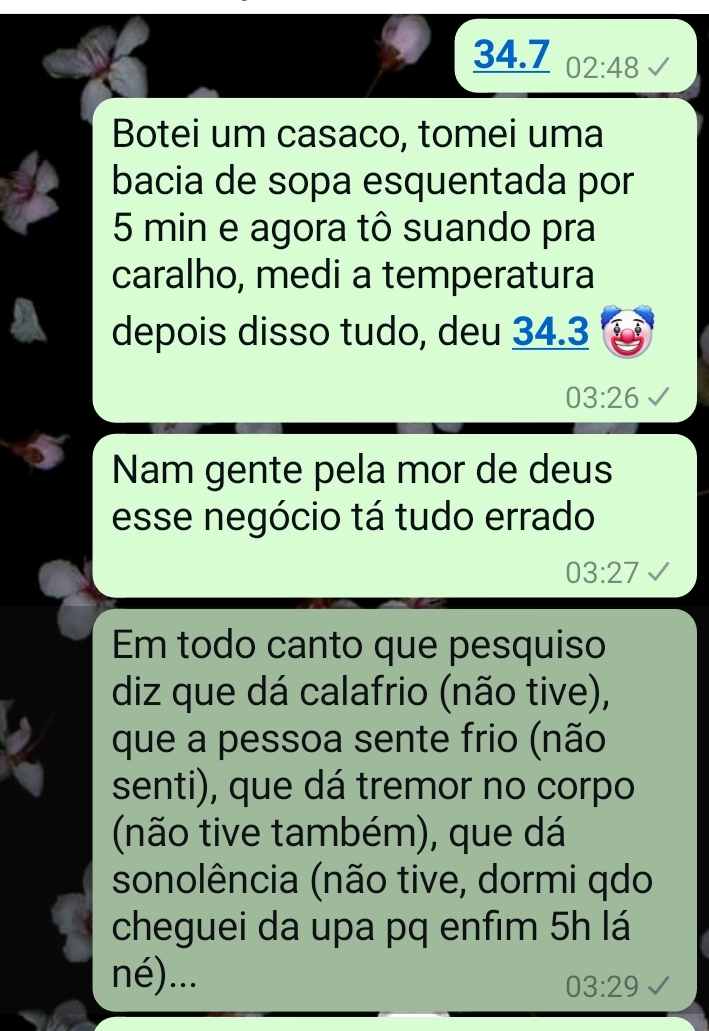 34.7 02:48
Botei um casaco, tomei uma
bacia de sopa esquentada por
5 min e agora tô suando pra
caralho, medi a temperatura
depois disso tudo, deu 34.3 🤡
03:26
Nam gente pela mor de deus
esse negócio tá tudo errado
03:27
Em todo canto que pesquiso
diz que dá calafrio (não tive),
que a pessoa sente frio (não
senti), que dá tremor no corpo
(não tive também), que dá
sonolência (não tive, dormi qdo
cheguei da upa pq enfim 5h lá
né)...
03:29